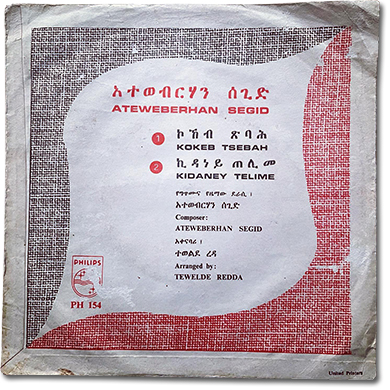 አተወብርሃን ሰጊድ
ATEWEBERHAN SEGID
1 ኮኸብ ጽባሕ
KOKEB TSEBAH
2 ኪዳነይ ጠሊመ
KIDANEY TELIME
የግጥሙና የዜማው ደራሲ ፡
አተወብርሃን ሰጊድ
Composer:
ATEWEBERHAN SEGID
አቀናባሪ ፡
ተወልደ ረዳ
Arranged by:
TEWELDE REDDA
PHILIPS
PH 154
United Printers